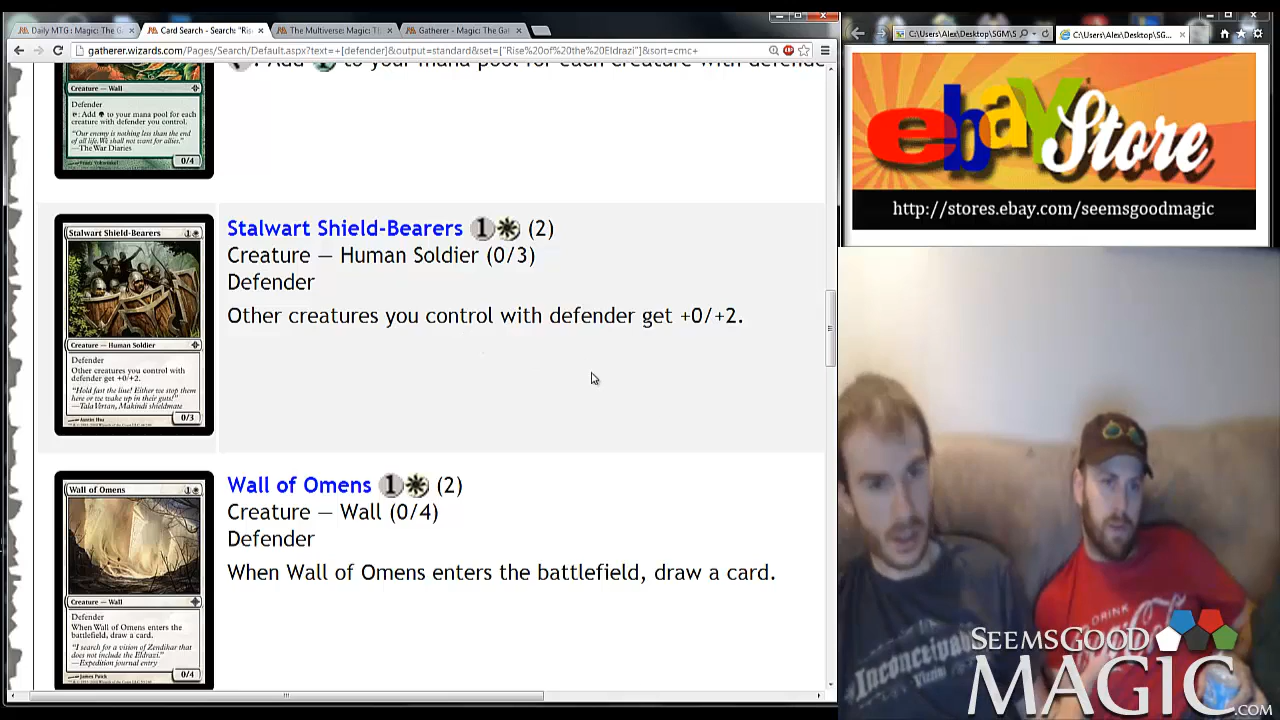 Daily MTG : Magic: The G
Card Search - Search: "Ris
The Multiverse: Magic: T
Gatherer - Magic: The Gat
gatherer.wizards.com/Pages/Search/Default.aspx?text=+[defender]&output=standard&set=["Rise%20of%20the%20Eldrazi"]&sort=cmc+
C:\Users\Alex\Desktop\SGM\S
C:\Users\Alex\Desktop\SG...
: Add to your mana pool for each creature with defende
Creature — Wall
Defender
: Add to your mana pool for each
creature with defender you control.
"Our enemy is nothing less than the end
of all life. We shall not want for allies."
—The War Diaries
0/4
ebay Store
http://stores.ebay.com/seemsgoodmagic
Stalwart Shield-Bearers 1
Creature — Human Soldier
Defender
Other creatures you control with
defender get +0/+2.
"Hold fast the line! Either we stop them
here or we wake up in their guts!"
—Tala Vertan, Makindi shieldmate
0/3
Stalwart Shield-Bearers 1 (2)
Creature — Human Soldier (0/3)
Defender
Other creatures you control with defender get +0/+2.
Wall of Omens 1
Creature — Wall
Defender
When Wall of Omens enters the
battlefield, draw a card.
"I search for a vision of Zendikar that
does not include the Eldrazi."
—Expedition journal entry
0/4
Wall of Omens 1 (2)
Creature — Wall (0/4)
Defender
When Wall of Omens enters the battlefield, draw a card.
DRINK
Coca-Cola
SEEMSGOOD
MAGIC.COM